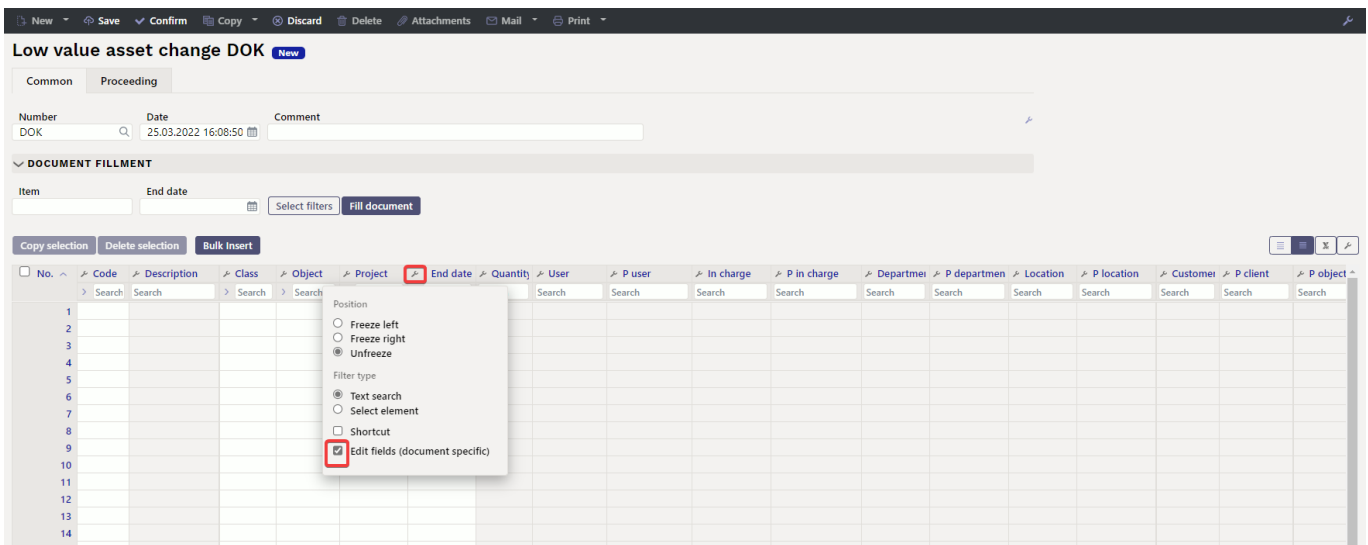 New Save Confirm Copy Discard Delete Attachments Mail Print
Low value asset change DOK New
Common Proceeding
Number Date Comment
DOK 25.03.2022 16:08:50
DOCUMENT FILLMENT
Item End date
Select filters Fill document
Copy selection Delete selection Bulk Insert
No. Code Description Class Object Project End date Quantity User P user In charge P in charge Departmer P departmen Location P location Customer P client P object
Search Search Search Search Search Search Search Search Search Search Search Search Search Search Search
1
Position
2
Freeze left
3
Freeze right
4
Unfreeze
5
Filter type
6
Text search
7
Select element
8
Shortcut
9
Edit fields (document specific)
10
11
12
13
14